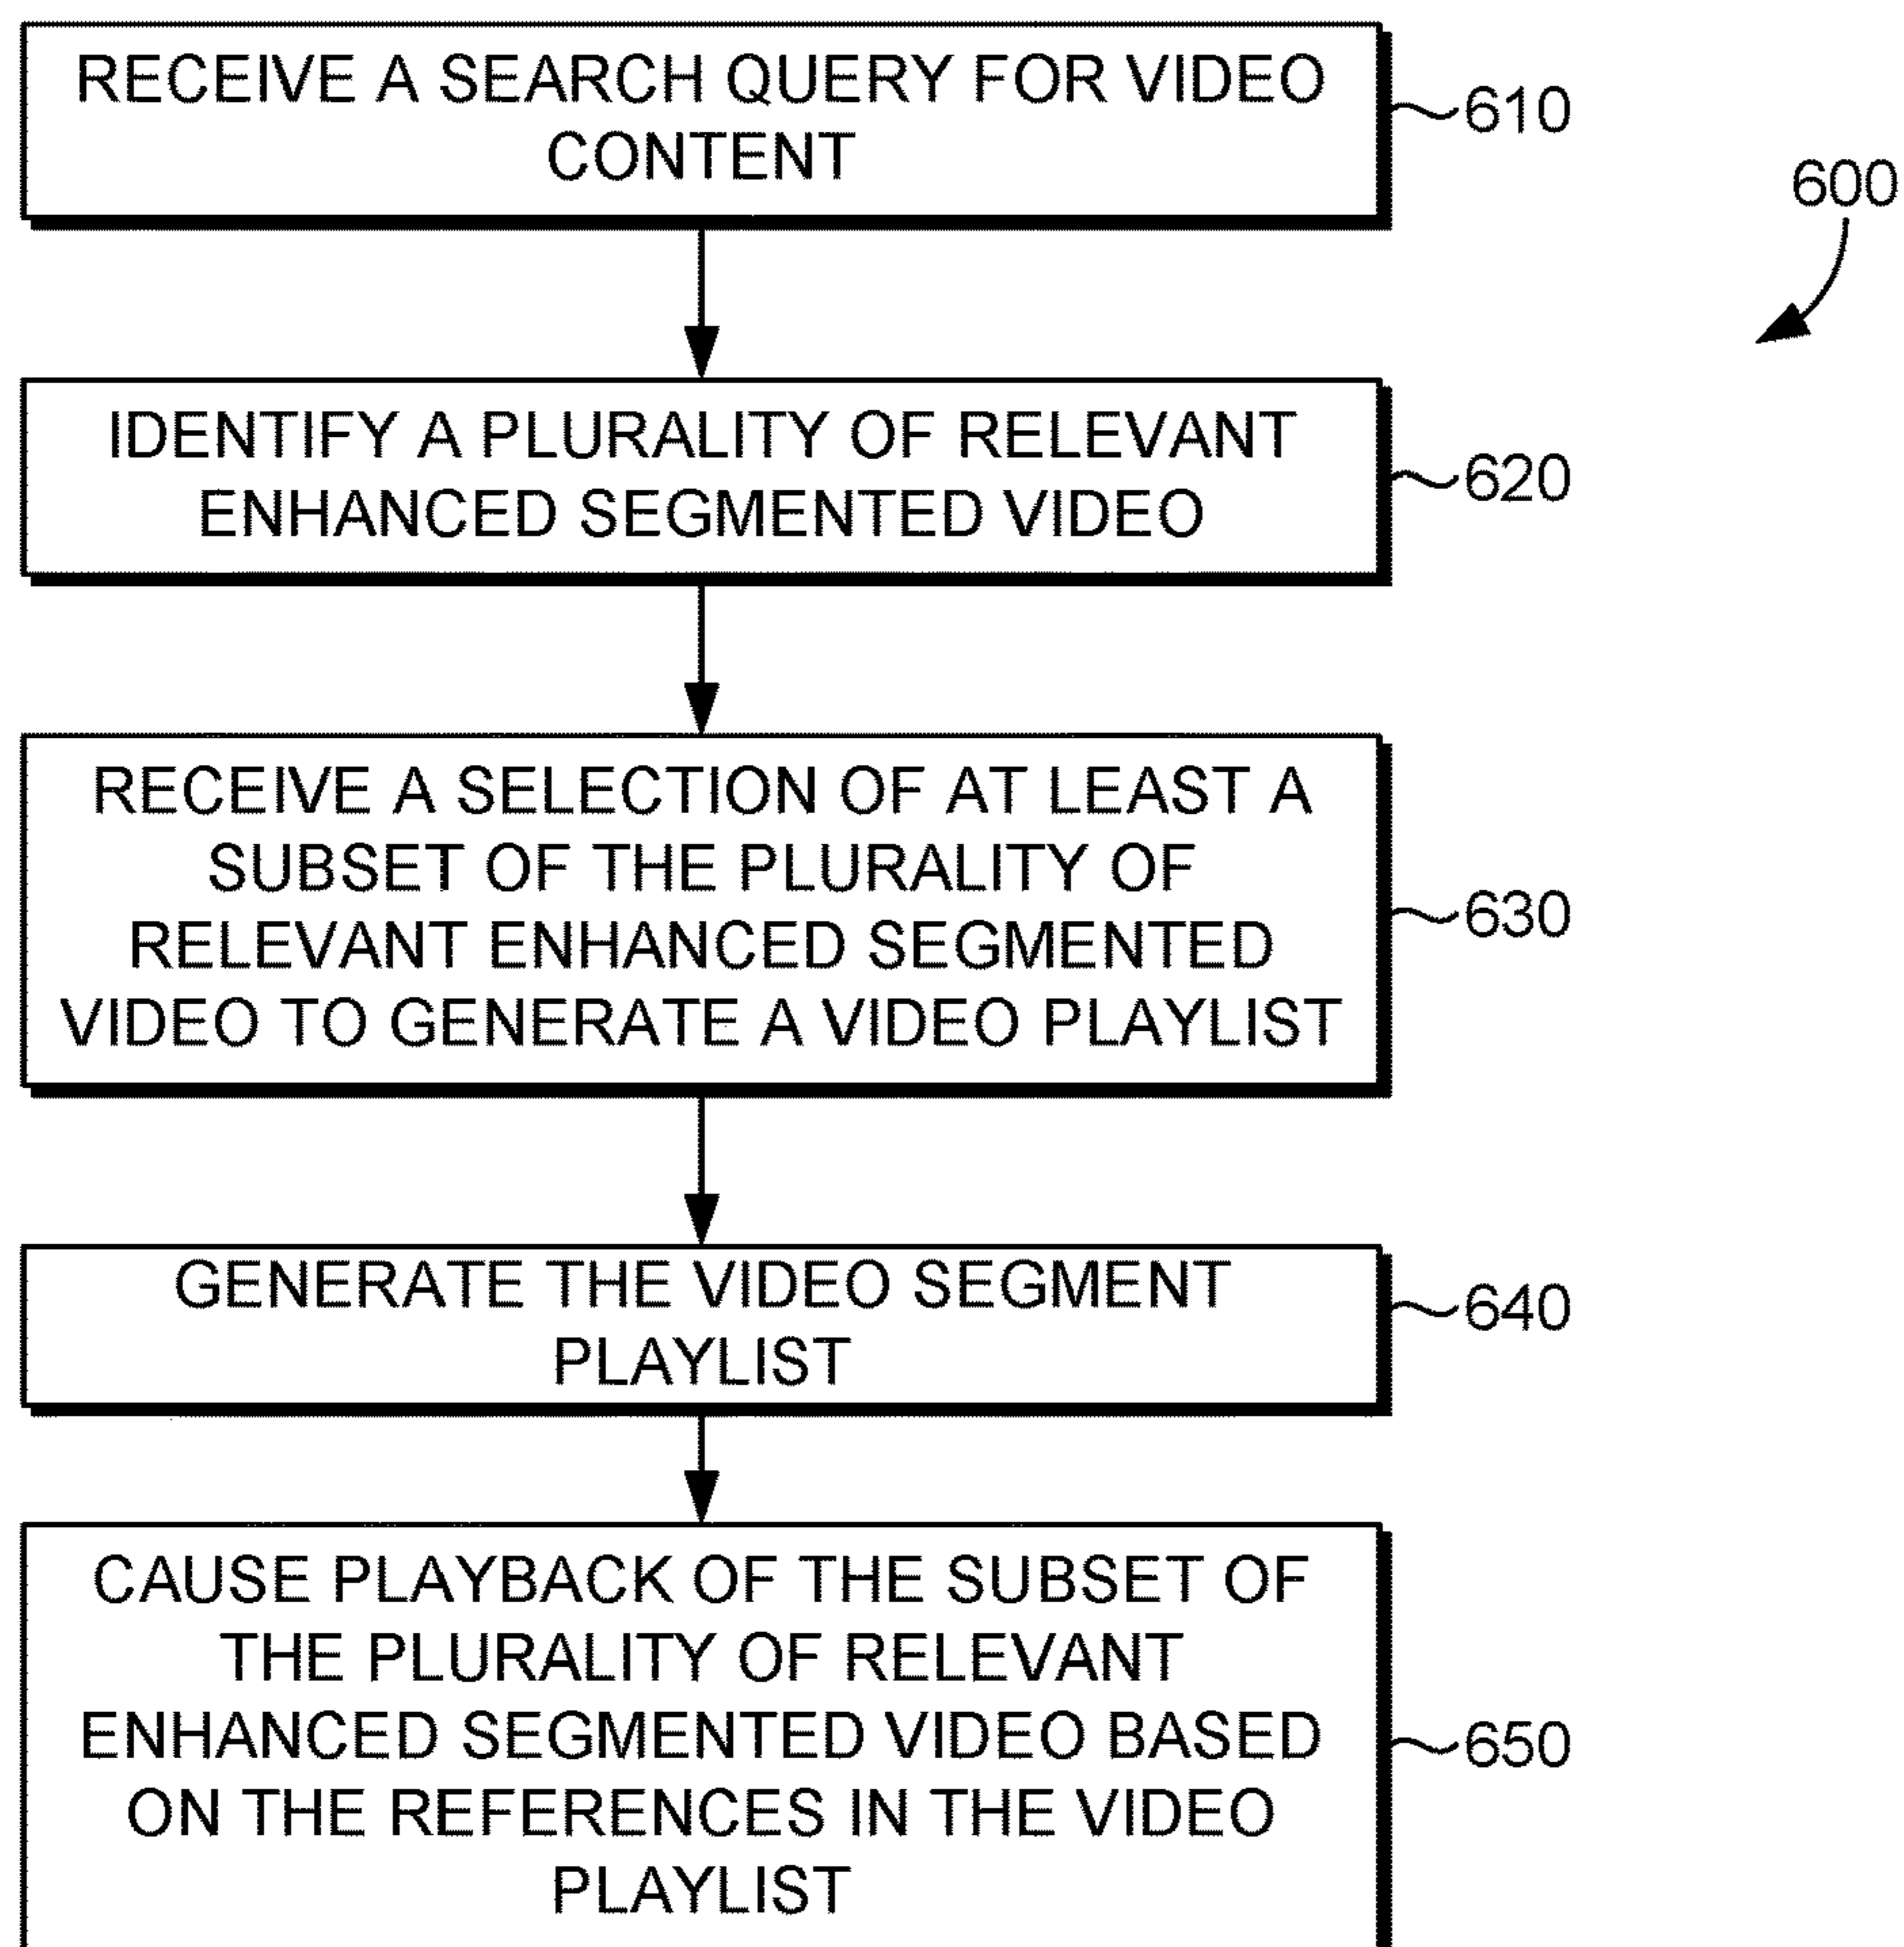 RECEIVE A SEARCH QUERY FOR VIDEO
CONTENT
610
600
IDENTIFY A PLURALITY OF RELEVANT
ENHANCED SEGMENTED VIDEO
620
RECEIVE A SELECTION OF AT LEAST A
SUBSET OF THE PLURALITY OF
RELEVANT ENHANCED SEGMENTED
VIDEO TO GENERATE A VIDEO PLAYLIST
630
GENERATE THE VIDEO SEGMENT
PLAYLIST
640
CAUSE PLAYBACK OF THE SUBSET OF
THE PLURALITY OF RELEVANT
ENHANCED SEGMENTED VIDEO BASED
ON THE REFERENCES IN THE VIDEO
PLAYLIST
650